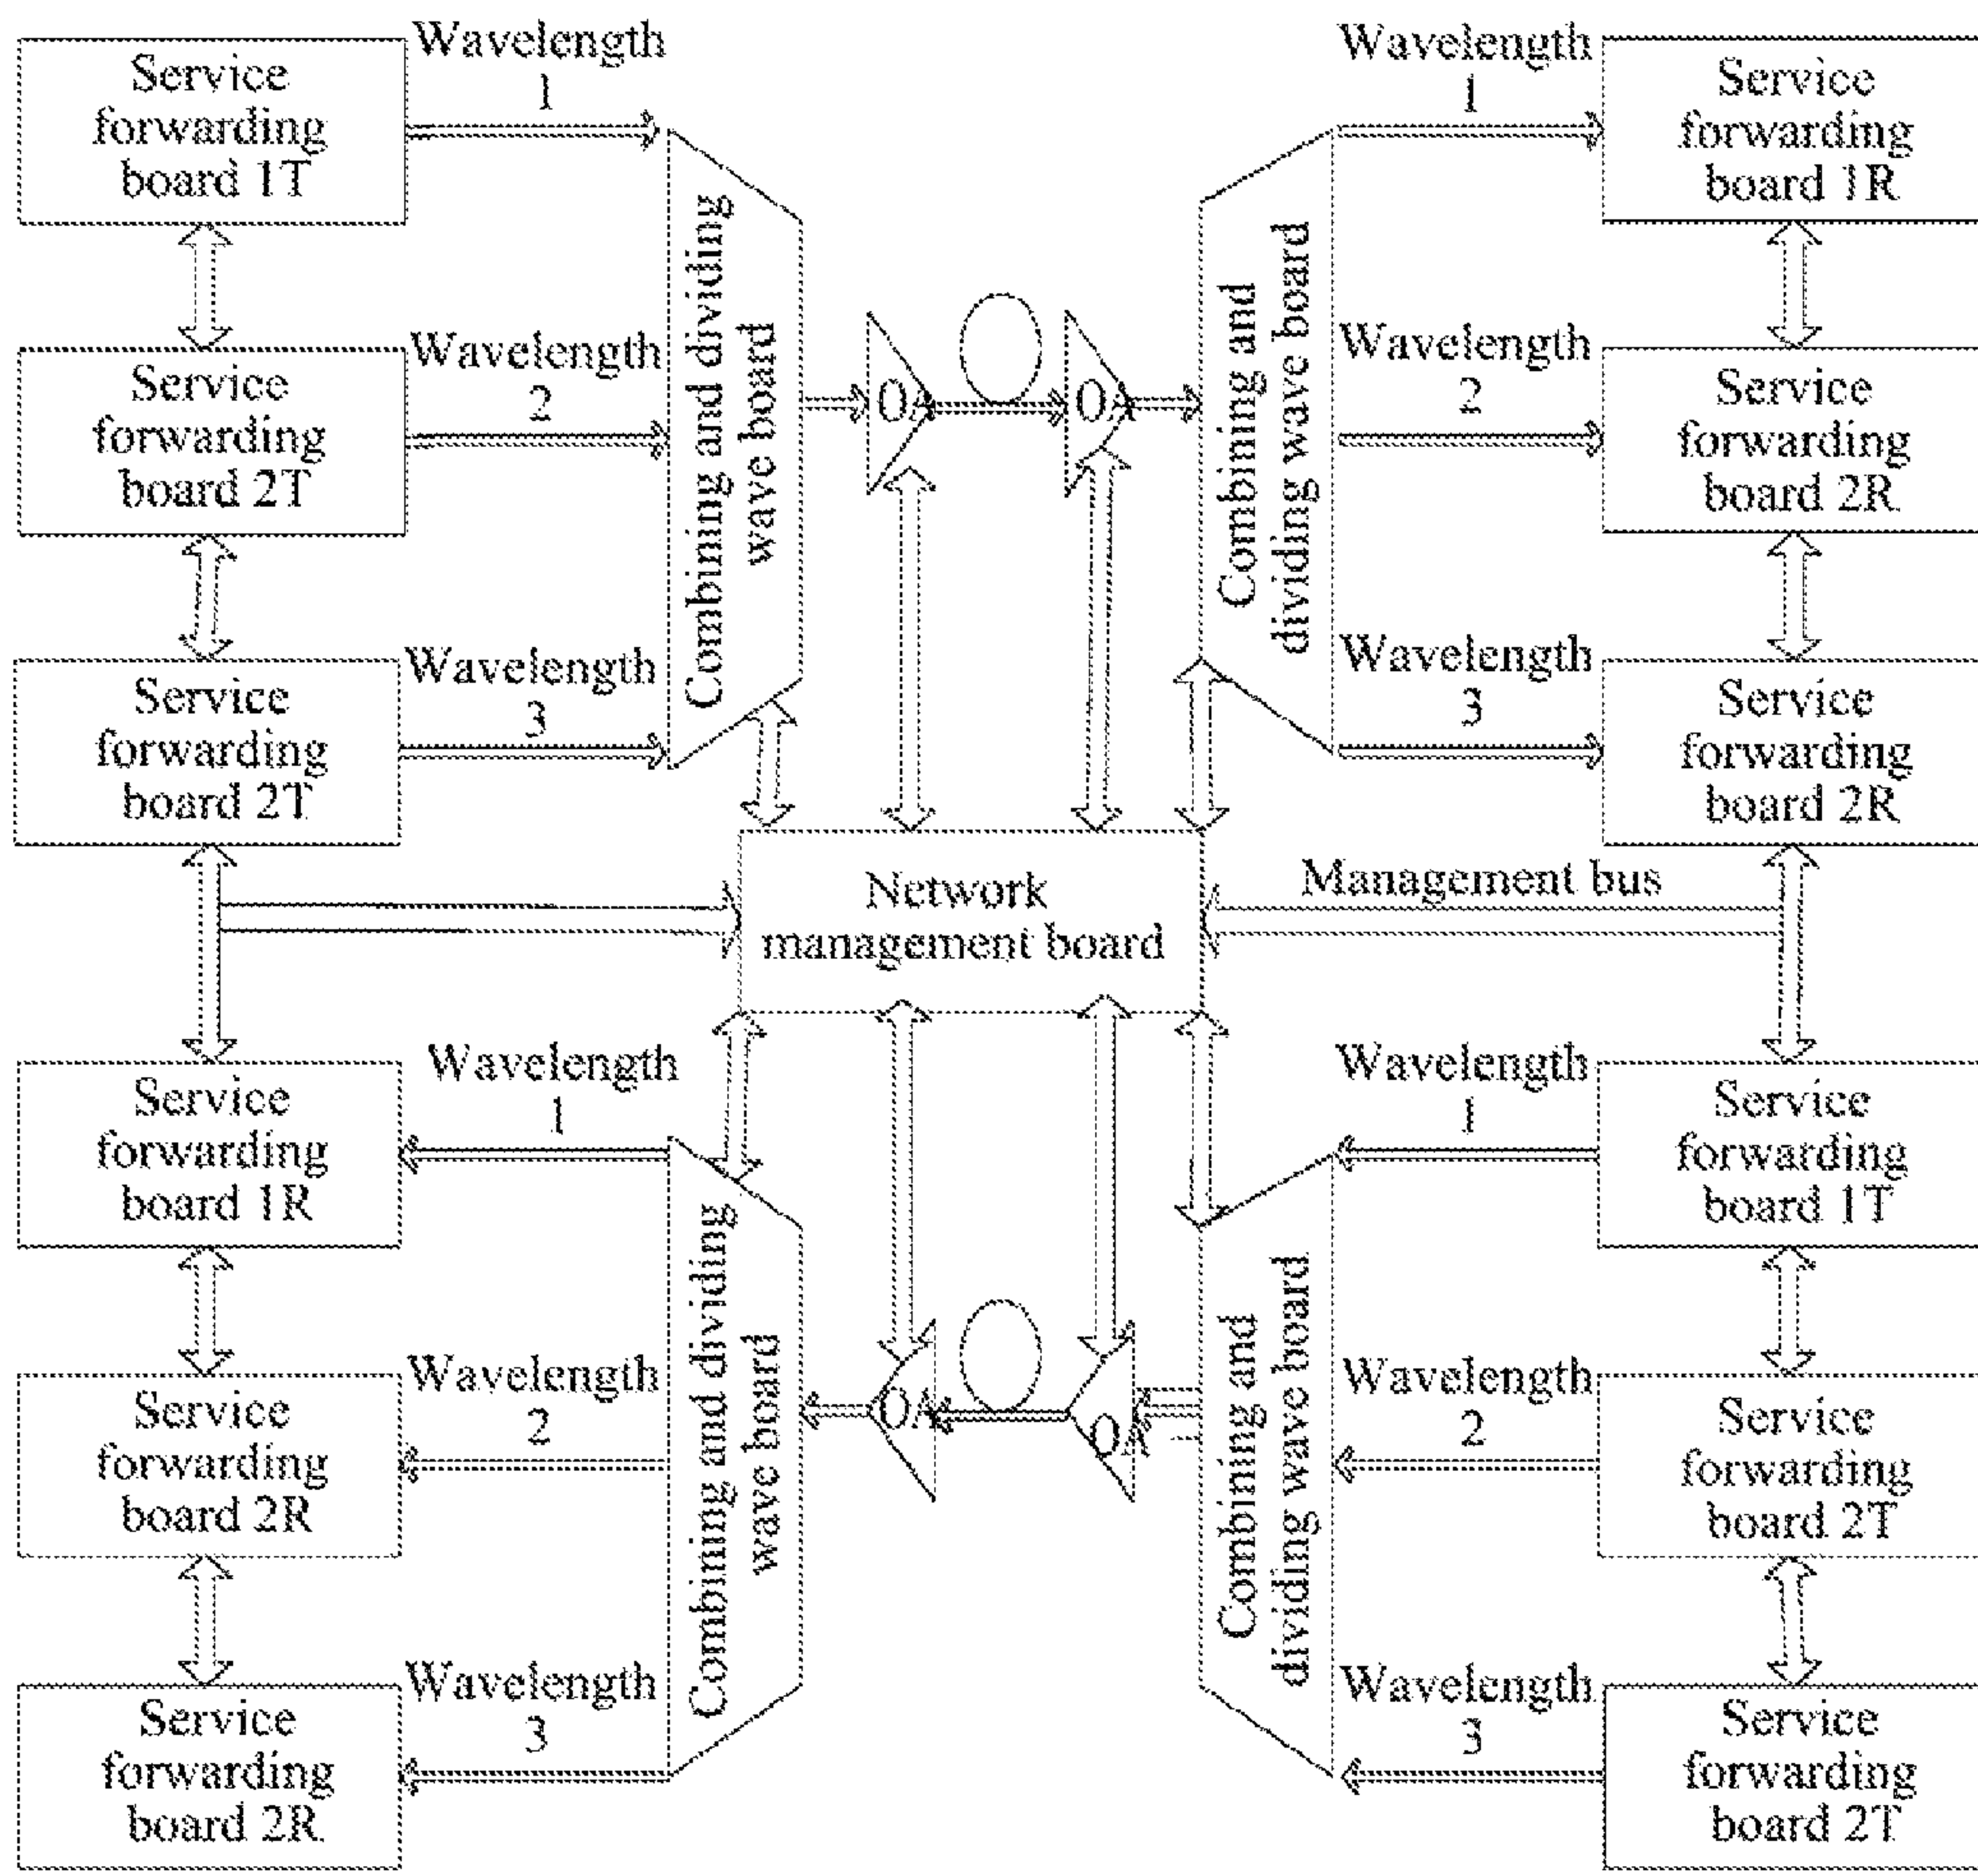 Service
forwarding
board 1T
Wavelength
1
Wavelength
1
Service
forwarding
board 1R
Combining and dividing
wave board
Combining and
dividing wave board
Service
forwarding
board 2T
Wavelength
2
OA
OA
Wavelength
2
Service
forwarding
board 2R
Service
forwarding
board 2T
Wavelength
3
Wavelength
3
Service
forwarding
board 2R
Network
management board
Management bus
Service
forwarding
board 1R
Wavelength
1
Wavelength
1
Service
forwarding
board 1T
Combining and dividing
wave board
Combining and
dividing wave board
Service
forwarding
board 2R
Wavelength
2
OA
OA
Wavelength
2
Service
forwarding
board 2T
Service
forwarding
board 2R
Wavelength
3
Wavelength
3
Service
forwarding
board 2T